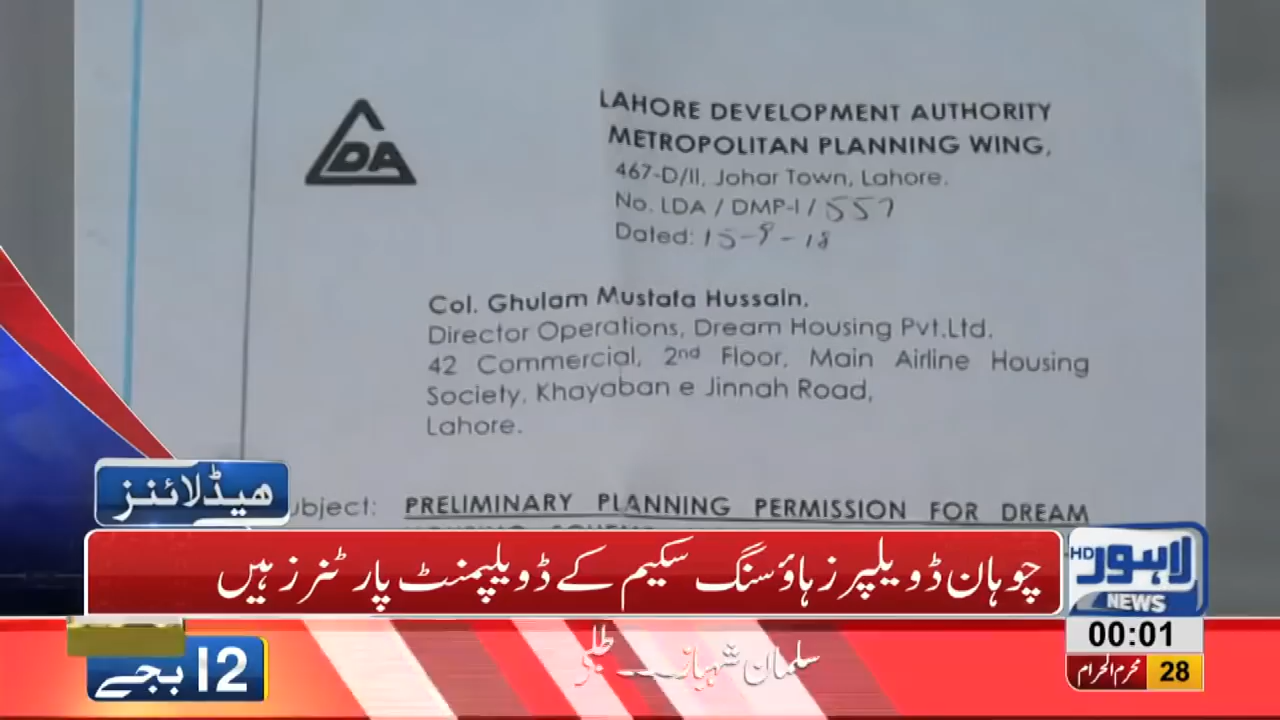 LDA
LAHORE DEVELOPMENT AUTHORITY
METROPOLITAN PLANNING WING,
467-D/II, Johar Town, Lahore.
No. LDA / DMP-I / 557
Dated: 15-9-18
Col. Ghulam Mustafa Hussain,
Director Operations, Dream Housing Pvt.Ltd.
42 Commercial, 2nd Floor, Main Airline Housing
Society, Khayaban e Jinnah Road,
Lahore.
ubject: PRELIMINARY PLANNING PERMISSION FOR DREAM
ہیڈلائنز
چوہان ڈویلپرز ہاؤسنگ سکیم کے ڈویلپمنٹ پارٹنرز ہیں
لاہور HD
NEWS
00:01
28 محرم الحرام
12 بجے
سلمان شہباز۔۔۔طلبی